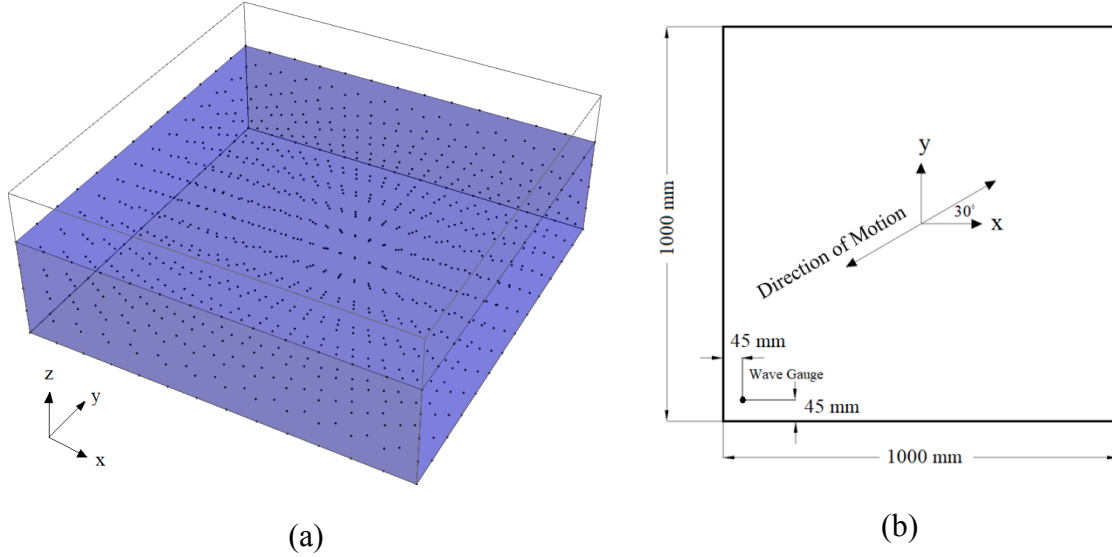 z
y
x
(a)
1000 mm
y
x
30°
Direction of Motion
45 mm
Wave Gauge
45 mm
1000 mm
(b)